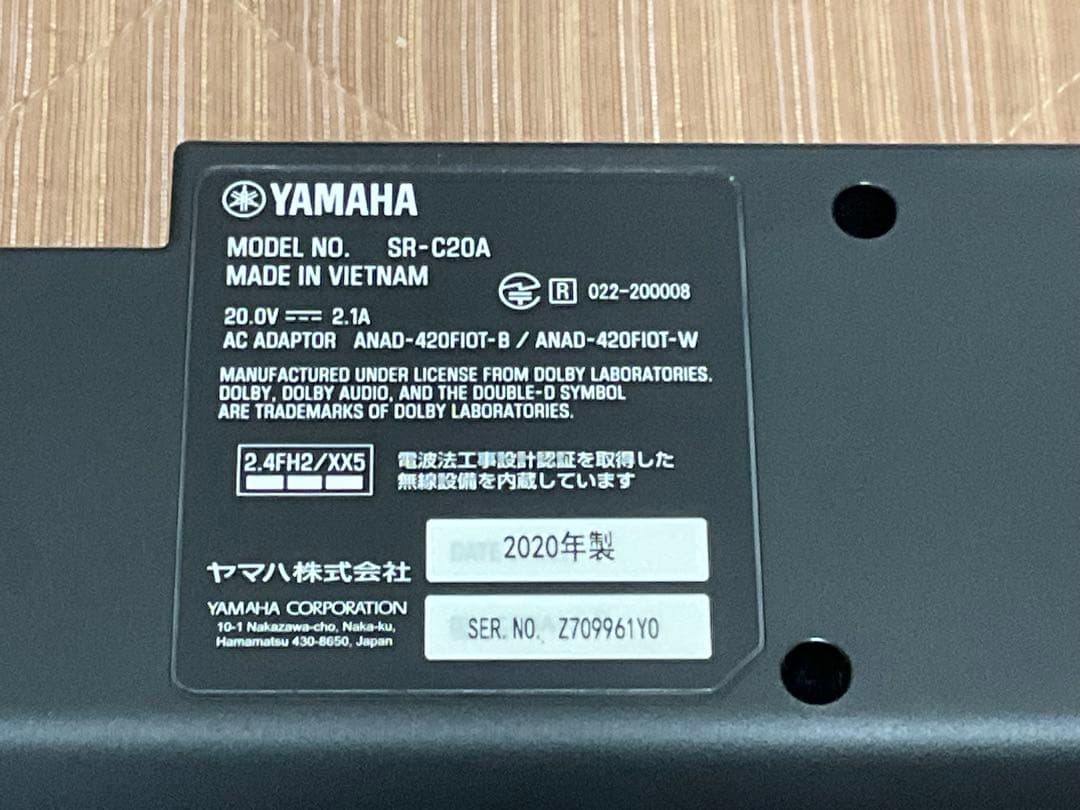 YAMAHA
MODEL NO. SR-C20A
MADE IN VIETNAM
R 022-200008
20.0V 2.1A
AC ADAPTOR ANAD-420FIOT-B / ANAD-420FIOT-W
MANUFACTURED UNDER LICENSE FROM DOLBY LABORATORIES.
DOLBY, DOLBY AUDIO, AND THE DOUBLE-D SYMBOL
ARE TRADEMARKS OF DOLBY LABORATORIES.
2.4FH2/XX5
電波法工事設計認証を取得した
無線設備を内蔵しています
2020年製
ヤマハ株式会社
YAMAHA CORPORATION
10-1 Nakazawa-cho, Naka-ku,
Hamamatsu 430-8650, Japan
SER. NO. Z709961Y0